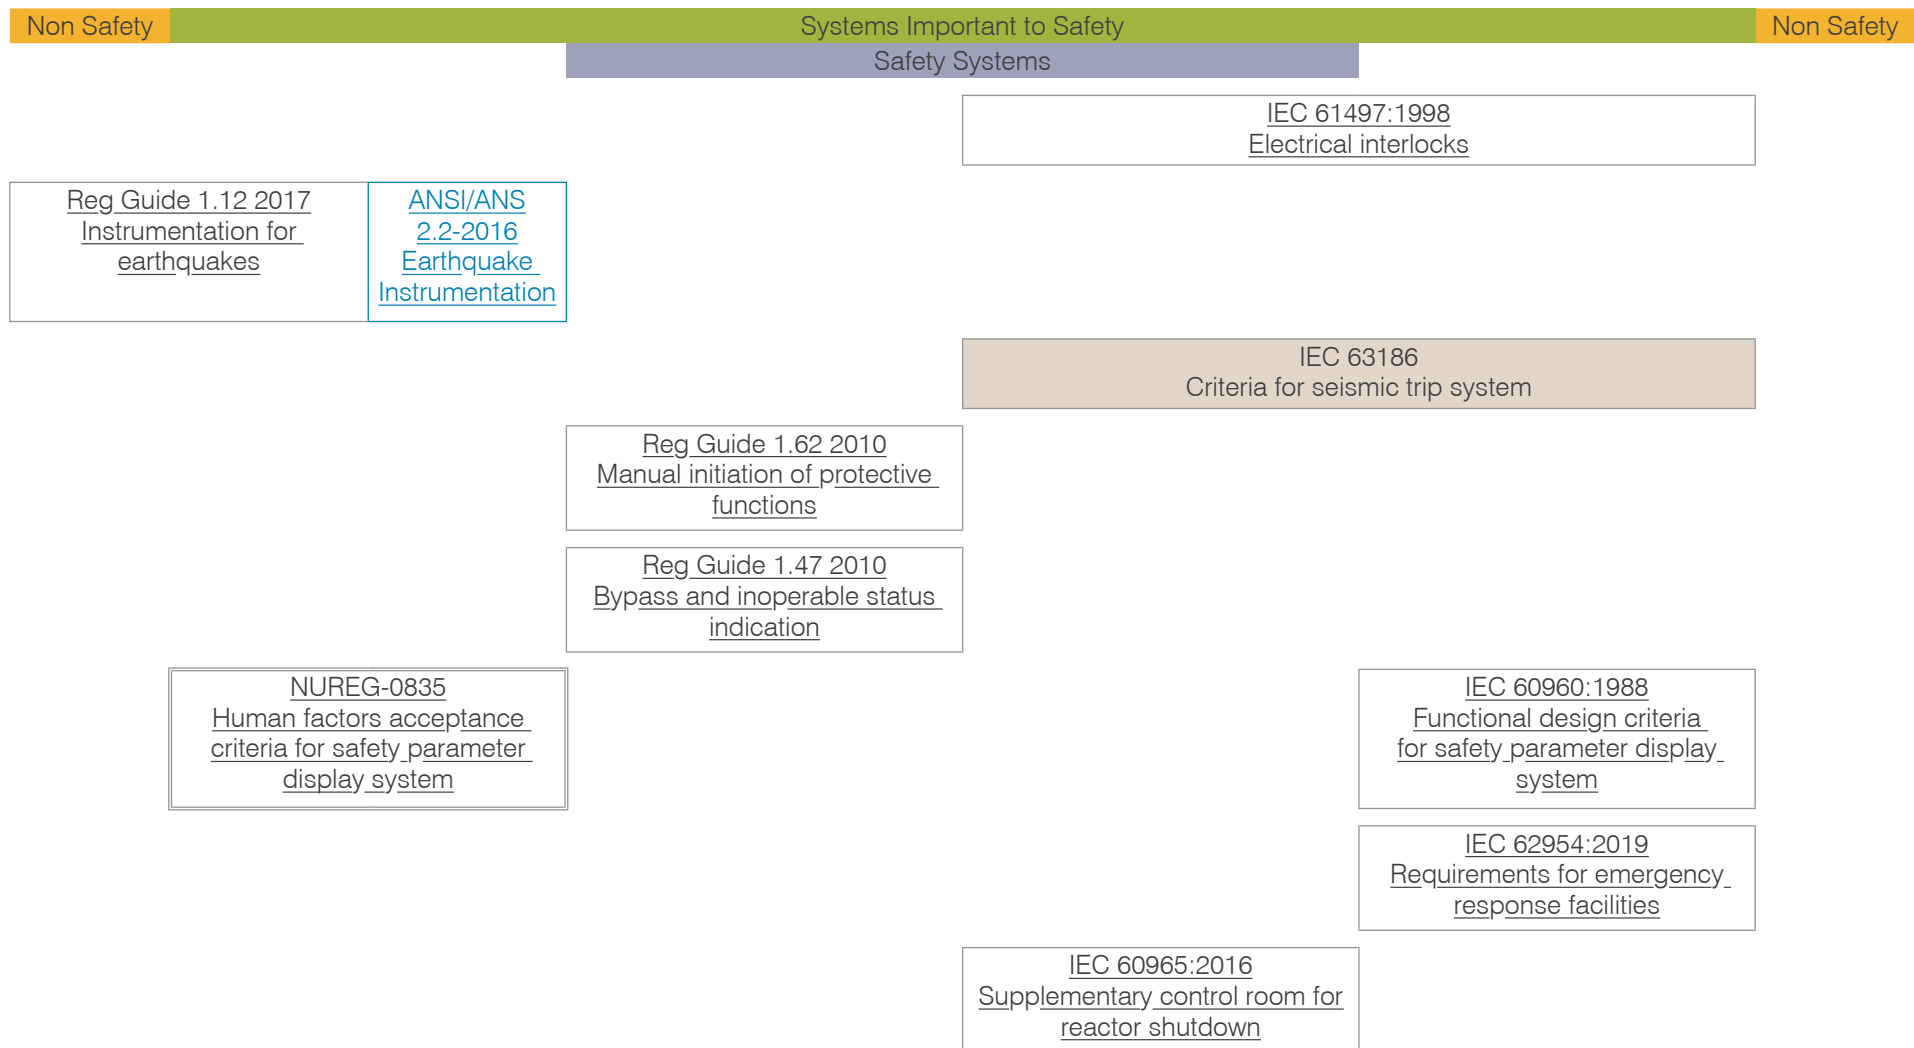 Non Safety
Systems Important to Safety
Non Safety
Safety Systems
IEC 61497:1998
Electrical interlocks
Reg Guide 1.12 2017
Instrumentation for
earthquakes
ANSI/ANS
2.2-2016
Earthquake
Instrumentation
IEC 63186
Criteria for seismic trip system
Reg Guide 1.62 2010
Manual initiation of protective
functions
Reg Guide 1.47 2010
Bypass and inoperable status
indication
NUREG-0835
Human factors acceptance
criteria for safety parameter
display system
IEC 60960:1988
Functional design criteria
for safety parameter display
system
IEC 62954:2019
Requirements for emergency
response facilities
IEC 60965:2016
Supplementary control room for
reactor shutdown